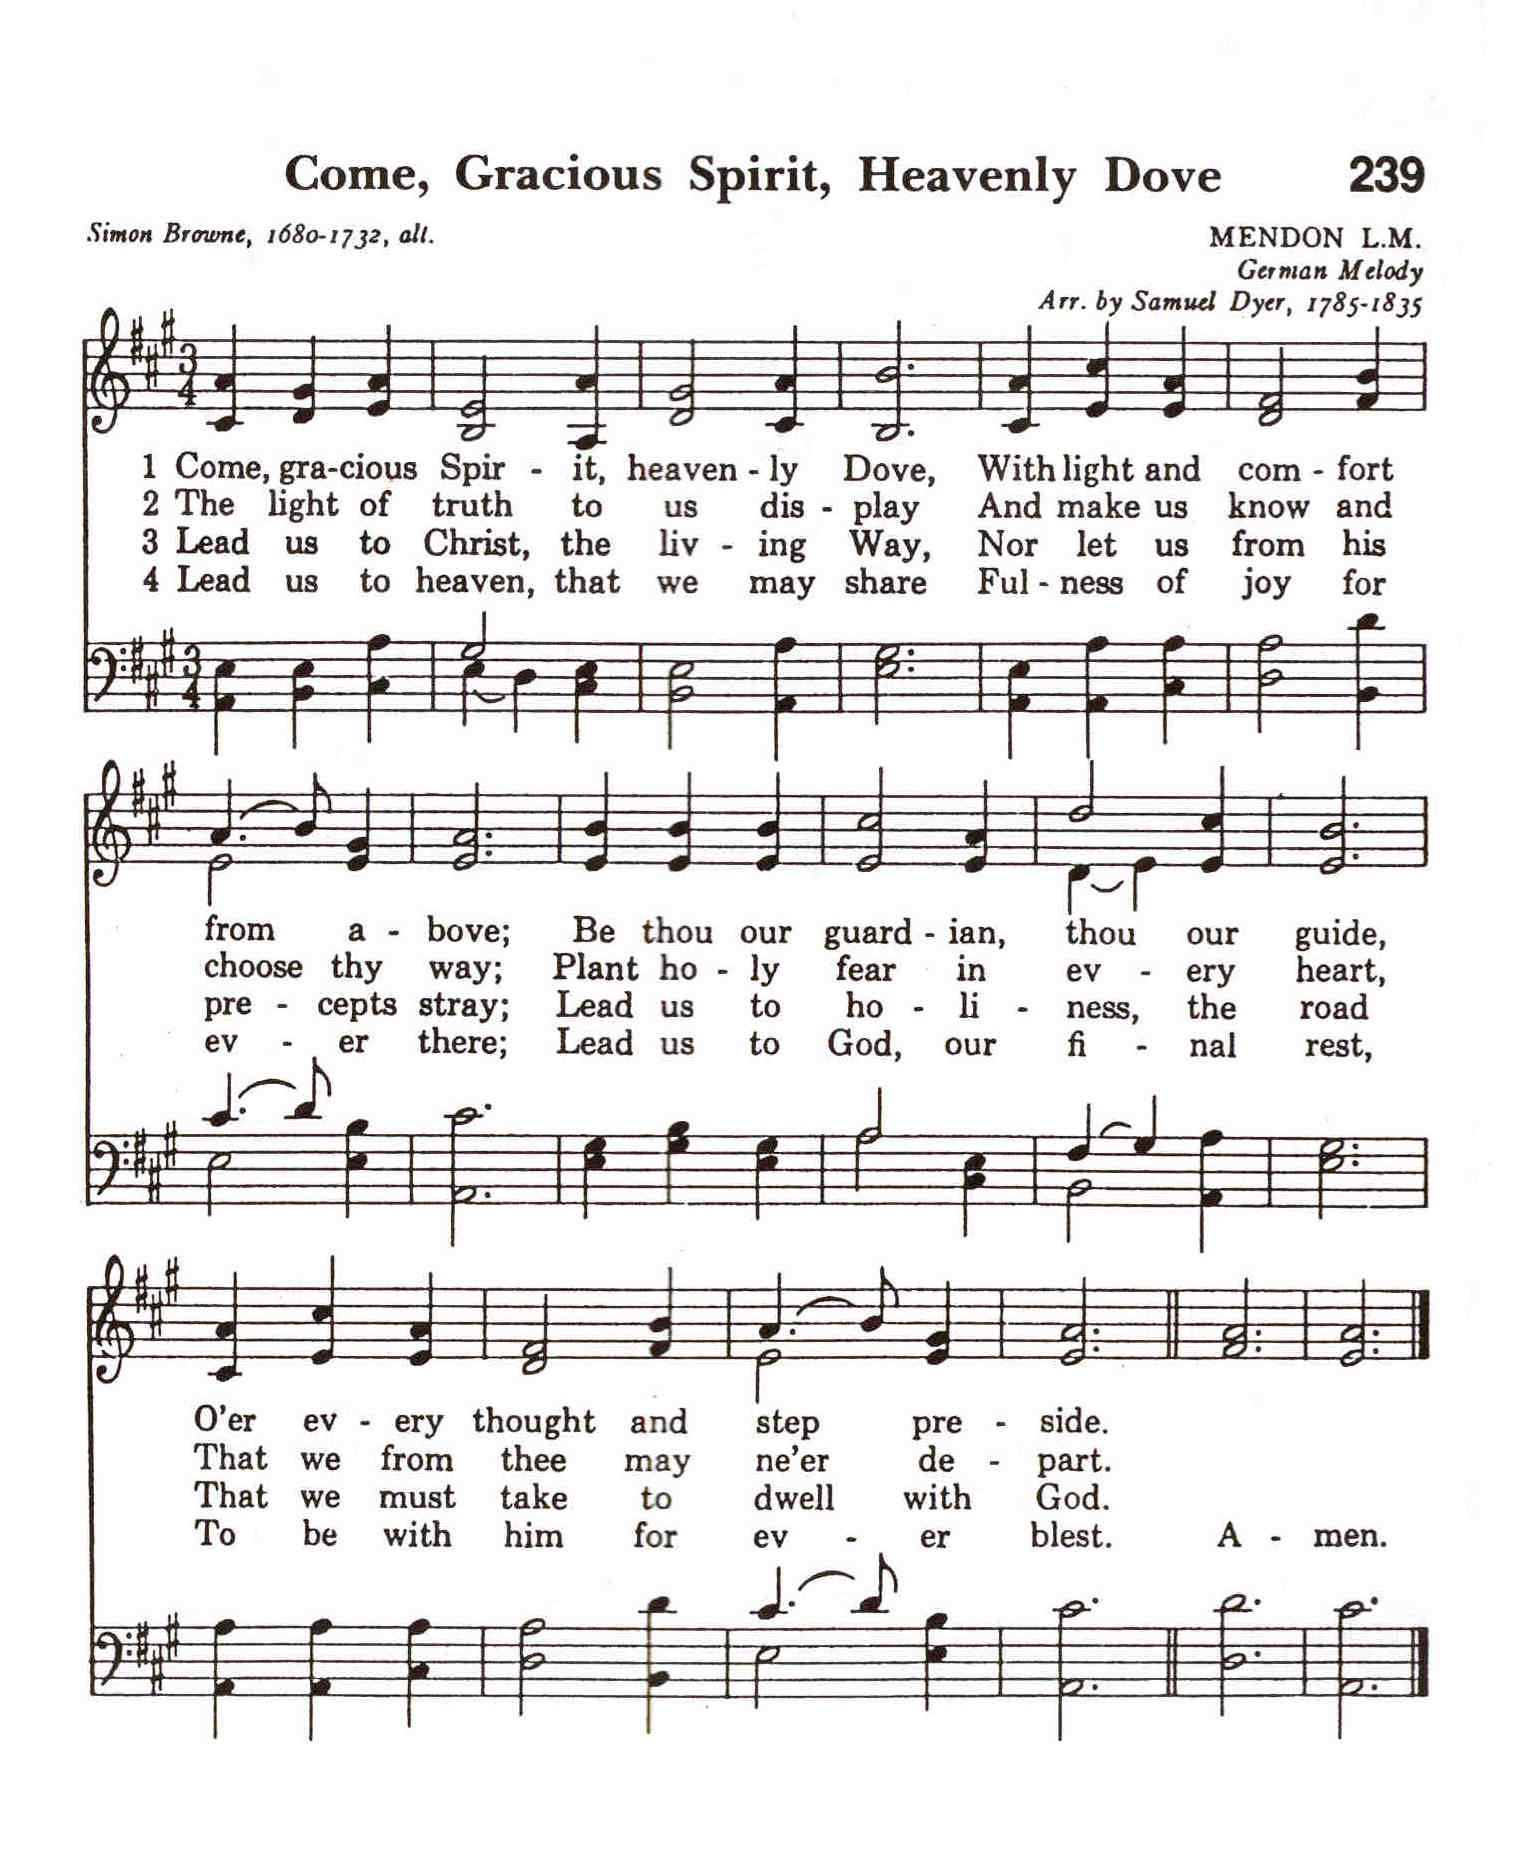 Come, Gracious Spirit, Heavenly Dove 239
Simon Browne, 1680-1732, alt.
MENDON L.M.
German Melody
Arr. by Samuel Dyer, 1785-1835
3
4
1 Come, gra-cious Spir - it, heaven - ly Dove, With light and com - fort
2 The light of truth to us dis - play And make us know and
3 Lead us to Christ, the liv - ing Way, Nor let us from his
4 Lead us to heaven, that we may share Ful - ness of joy for
3
4
from a - bove; Be thou our guard - ian, thou our guide,
choose thy way; Plant ho - ly fear in ev - ery heart,
pre - cepts stray; Lead us to ho - li - ness, the road
ev - er there; Lead us to God, our fi - nal rest,
O'er ev - ery thought and step pre - side.
That we from thee may ne'er de - part.
That we must take to dwell with God.
To be with him for ev - er blest. A - men.